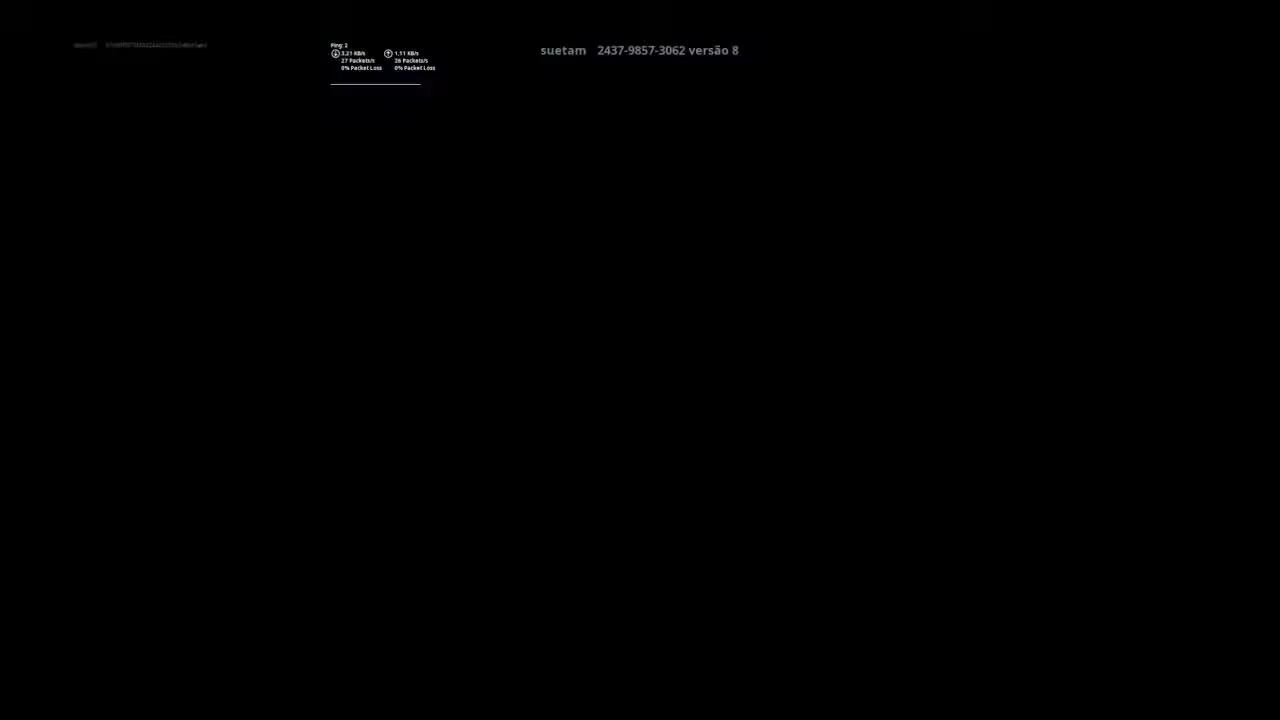 Ping: 2
3.21 KB/s 1.11 KB/s
27 Packets/s 26 Packets/s
0% Packet Loss 0% Packet Loss
suetam 2437-9857-3062 versão 8